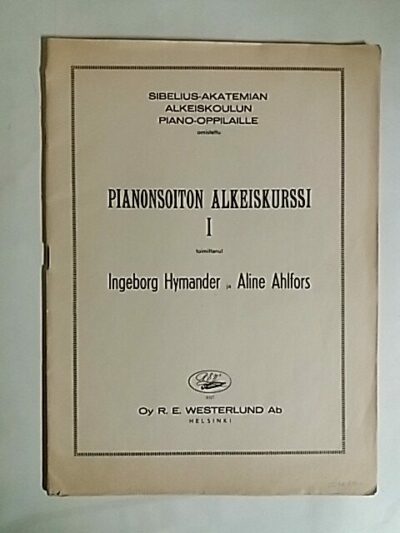 SIBELIUS-AKATEMIAN
ALKEISKOULUN
PIANO-OPPILAILLE
omistettu
PIANONSOITON ALKEISKURSSI
I
toimittanut
Ingeborg Hymander ja Aline Ahlfors
Oy R. E. WESTERLUND Ab
HELSINKI